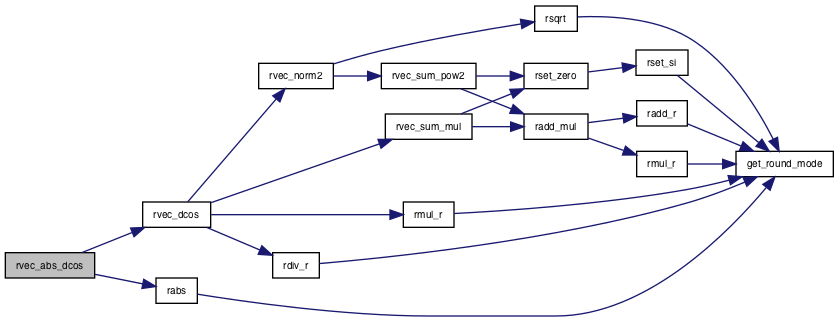 rsqrt
rvec_norm2
rvec_sum_pow2
rset_zero
rset_si
rvec_sum_mul
radd_mul
radd_r
rmul_r
get_round_mode
rvec_dcos
rmul_r
rvec_abs_dcos
rdiv_r
rabs